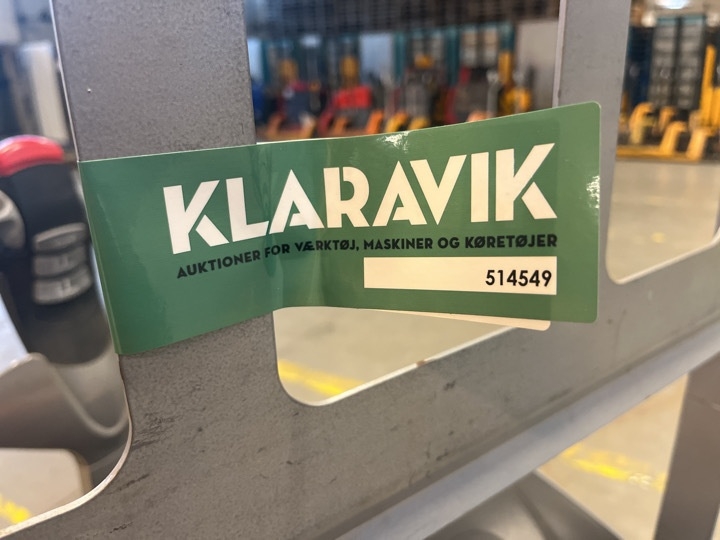 KLARAVIK
AUKTIONER FOR VÆRKTØJ, MASKINER OG KØRETØJER
514549